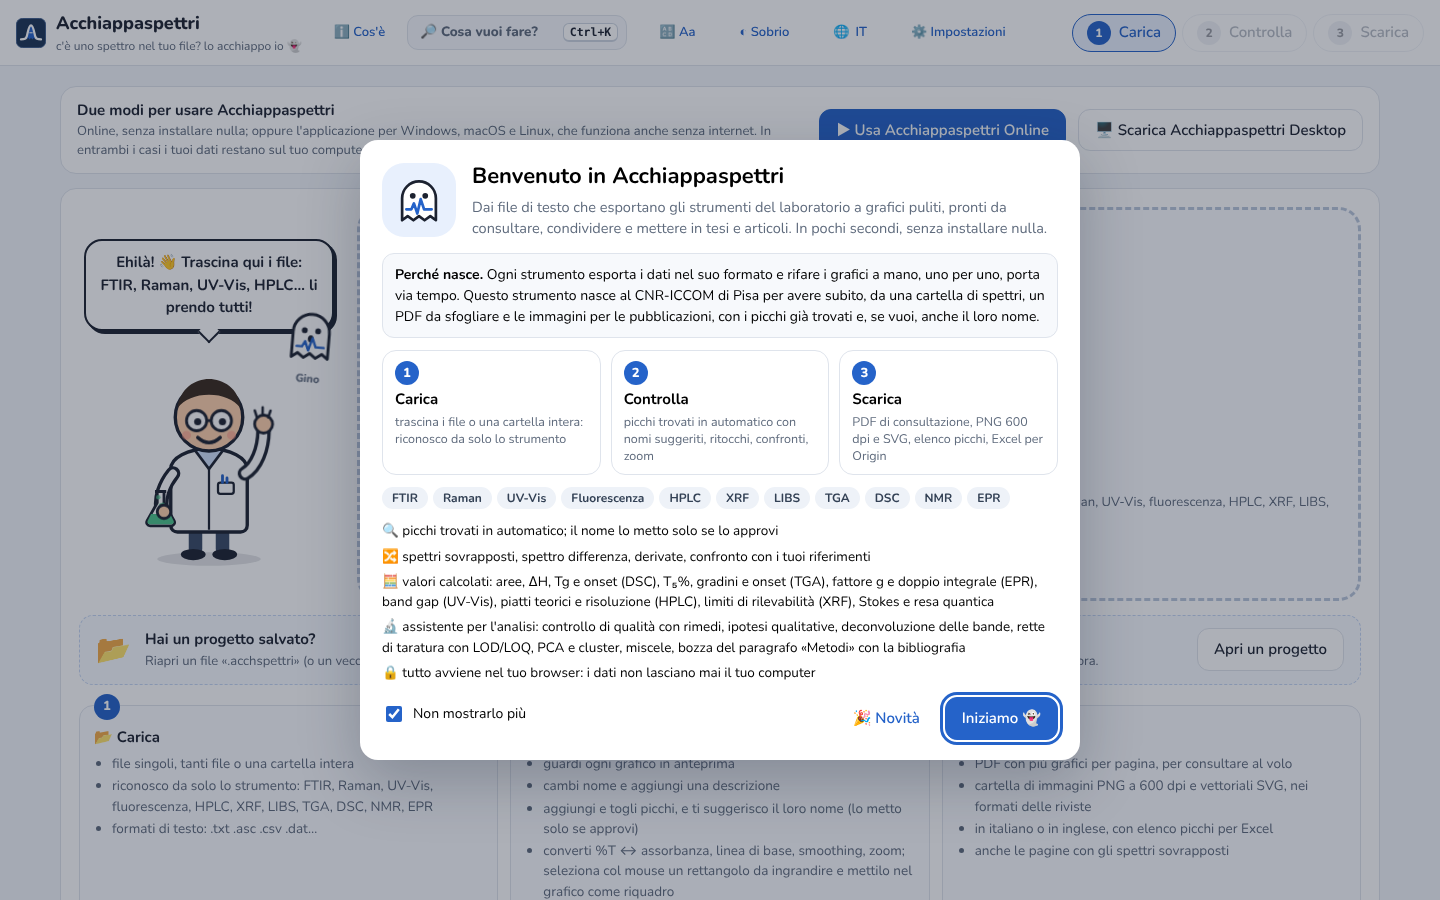 Acchiappaspettri
c'è uno spettro nel tuo file? lo acchiappo io 👻
ℹ️ Cos'è
🔎 Cosa vuoi fare? Ctrl+K
Aa
Sobrio
🌐 IT
⚙️ Impostazioni
1 Carica
2 Controlla
3 Scarica
Due modi per usare Acchiappaspettri
Online, senza installare nulla; oppure l'applicazione per Windows, macOS e Linux, che funziona anche senza internet. In
entrambi i casi i tuoi dati restano sul tuo compute
▶ Usa Acchiappaspettri Online
🖥️ Scarica Acchiappaspettri Desktop
Ehilà! 👋 Trascina qui i file:
FTIR, Raman, UV-Vis, HPLC… li
prendo tutti!
Gino
Benvenuto in Acchiappaspettri
Dai file di testo che esportano gli strumenti del laboratorio a grafici puliti, pronti da
consultare, condividere e mettere in tesi e articoli. In pochi secondi, senza installare nulla.
Perché nasce. Ogni strumento esporta i dati nel suo formato e rifare i grafici a mano, uno per uno, porta
via tempo. Questo strumento nasce al CNR-ICCOM di Pisa per avere subito, da una cartella di spettri, un
PDF da sfogliare e le immagini per le pubblicazioni, con i picchi già trovati e, se vuoi, anche il loro nome.
1
Carica
trascina i file o una cartella intera:
riconosco da solo lo strumento
2
Controlla
picchi trovati in automatico con
nomi suggeriti, ritocchi, confronti,
zoom
3
Scarica
PDF di consultazione, PNG 600
dpi e SVG, elenco picchi, Excel per
Origin
FTIR Raman UV-Vis Fluorescenza HPLC XRF LIBS TGA DSC NMR EPR
🔍 picchi trovati in automatico; il nome lo metto solo se lo approvi
🔀 spettri sovrapposti, spettro differenza, derivate, confronto con i tuoi riferimenti
🧮 valori calcolati: aree, ΔH, Tg e onset (DSC), T₅%, gradini e onset (TGA), fattore g e doppio integrale (EPR),
band gap (UV-Vis), piatti teorici e risoluzione (HPLC), limiti di rilevabilità (XRF), Stokes e resa quantica
🔬 assistente per l'analisi: controllo di qualità con rimedi, ipotesi qualitative, deconvoluzione delle bande, rette
di taratura con LOD/LOQ, PCA e cluster, miscele, bozza del paragrafo «Metodi» con la bibliografia
🔒 tutto avviene nel tuo browser: i dati non lasciano mai il tuo computer
Non mostrarlo più
🎉 Novità
Iniziamo 👻
an, UV-Vis, fluorescenza, HPLC, XRF, LIBS,
Hai un progetto salvato?
Riapri un file «.acchspettri» (o un vecc
ora.
Apri un progetto
1
📂 Carica
file singoli, tanti file o una cartella intera
riconosco da solo lo strumento: FTIR, Raman, UV-Vis,
fluorescenza, HPLC, XRF, LIBS, TGA, DSC, NMR, EPR
formati di testo: .txt .asc .csv .dat…
guardi ogni grafico in anteprima
cambi nome e aggiungi una descrizione
aggiungi e togli picchi, e ti suggerisco il loro nome (lo metto
solo se approvi)
converti %T ↔ assorbanza, linea di base, smoothing, zoom;
seleziona col mouse un rettangolo da ingrandire e mettilo nel
grafico come riquadro
PDF con più grafici per pagina, per consultare al volo
cartella di immagini PNG a 600 dpi e vettoriali SVG, nei
formati delle riviste
in italiano o in inglese, con elenco picchi per Excel
anche le pagine con gli spettri sovrapposti